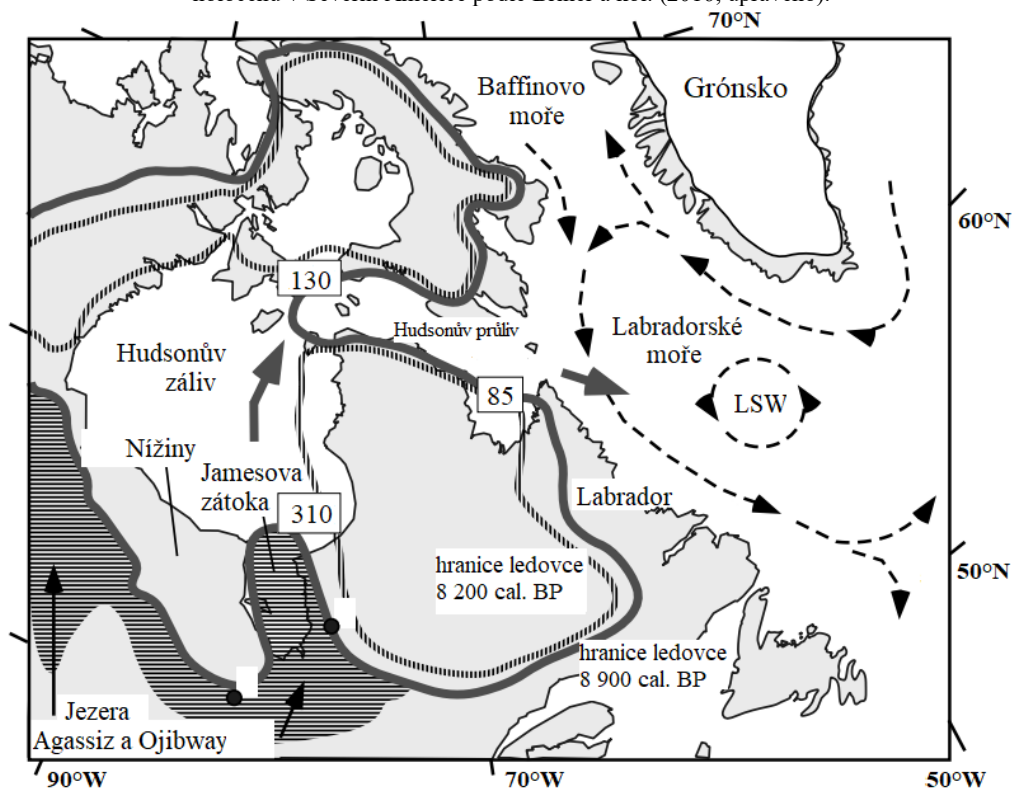 70°N
Baffinovo
moře
Grónsko
60°N
130
Hudsonův průliv
Labradorské
moře
Hudsonův
záliv
85
LSW
Nížiny
Jamesova
zátoka
Labrador
310
hranice ledovce
8 200 cal. BP
50°N
hranice ledovce
8 900 cal. BP
Jezera
Agassiz a Ojibway
90°W
70°W
50°W